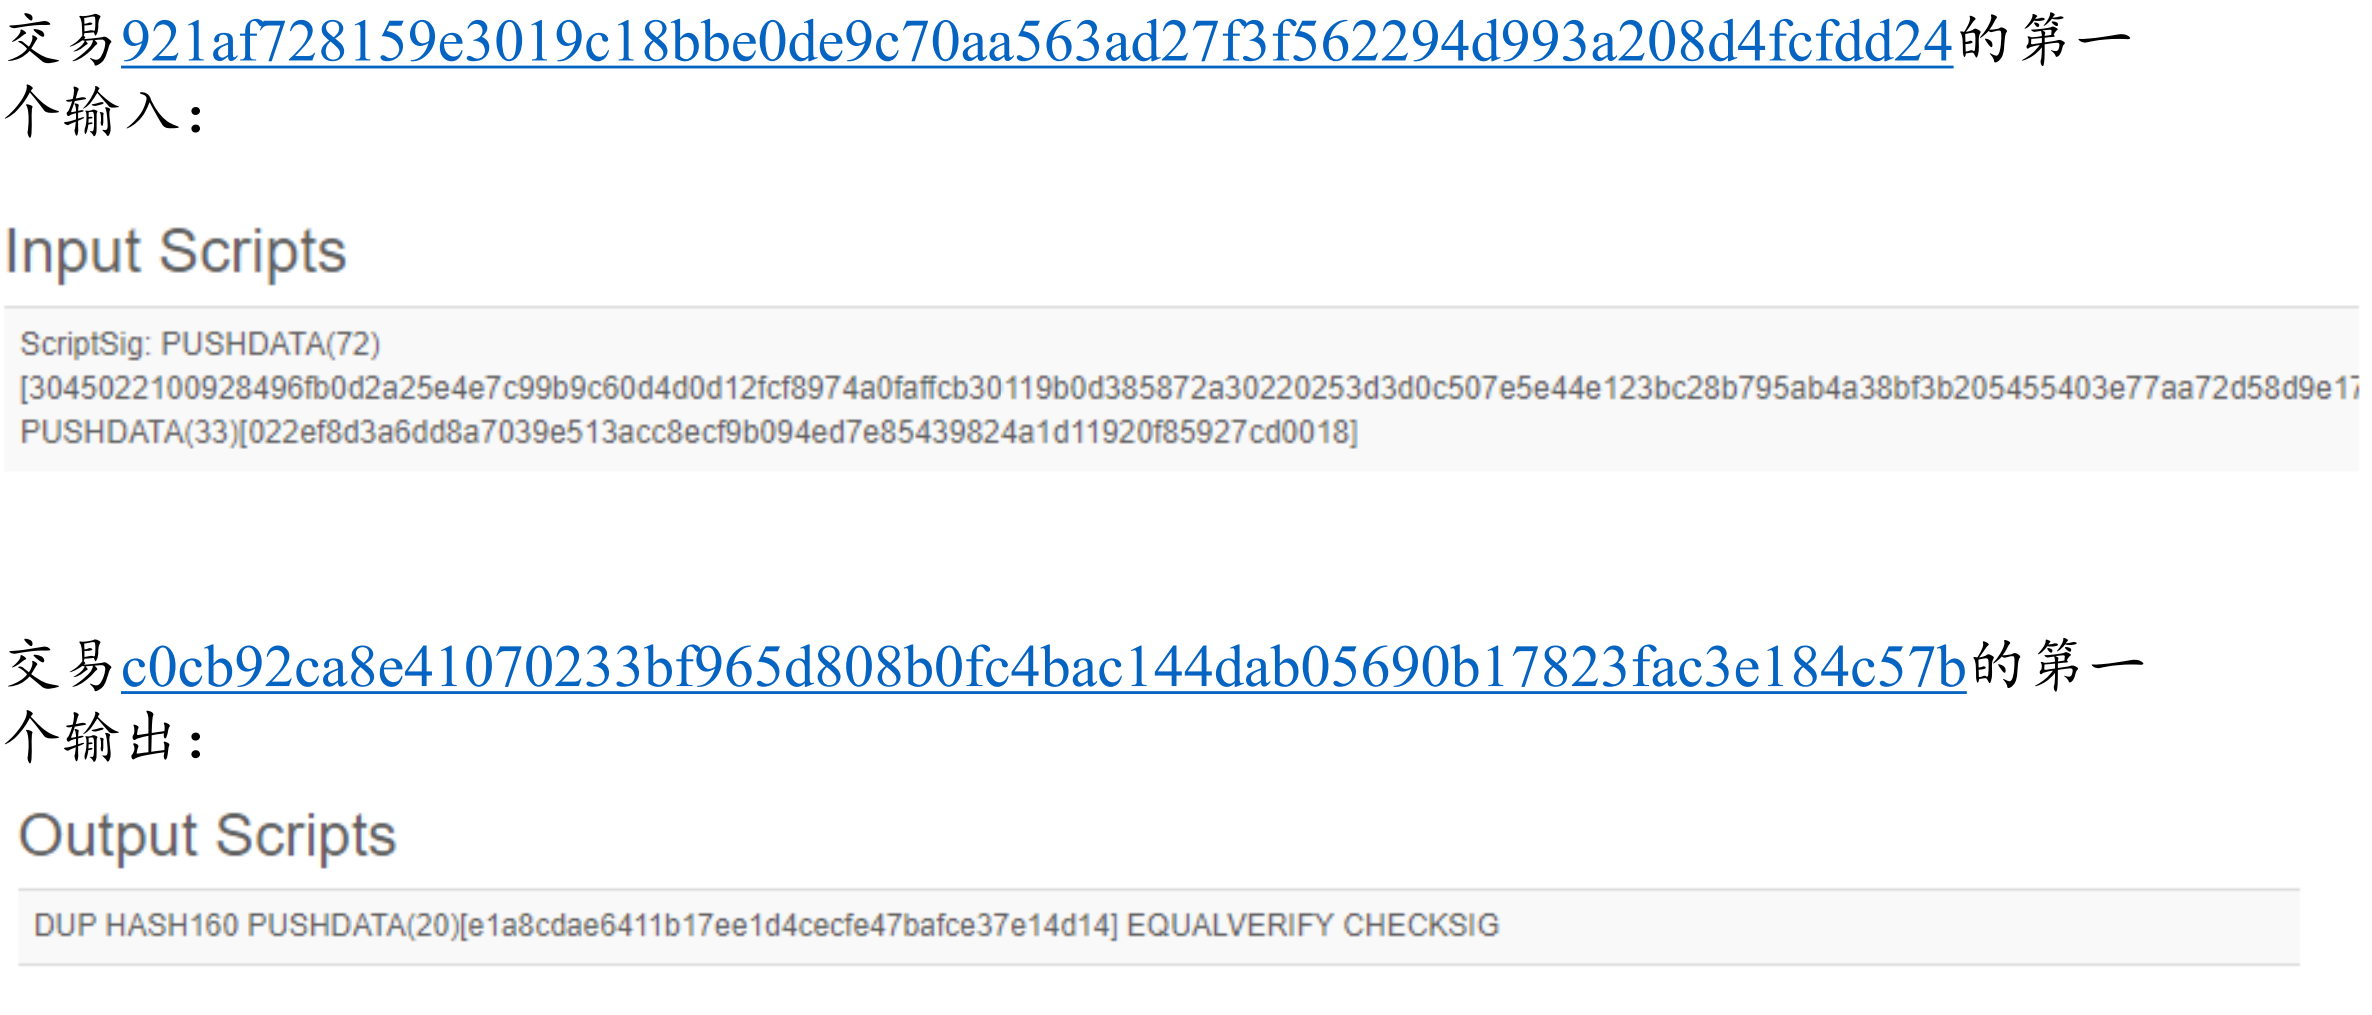 交易921af728159e3019c18bbe0de9c70aa563ad27f3f562294d993a208d4fcfdd24的第一
个输入：
Input Scripts
ScriptSig: PUSHDATA(72)
[3045022100928496fb0d2a25e4e7c99b9c60d4d0d12fcf8974a0faffcb30119b0d385872a30220253d3d0c507e5e44e123bc28b795ab4a38bf3b205455403e77aa72d58d9e17
PUSHDATA(33)[022ef8d3a6dd8a7039e513acc8ecf9b094ed7e85439824a1d11920f85927cd0018]
交易c0cb92ca8e41070233bf965d808b0fc4bac144dab05690b17823fac3e184c57b的第一
个输出：
Output Scripts
DUP HASH160 PUSHDATA(20)[e1a8cdae6411b17ee1d4cecfe47bafce37e14d14] EQUALVERIFY CHECKSIG